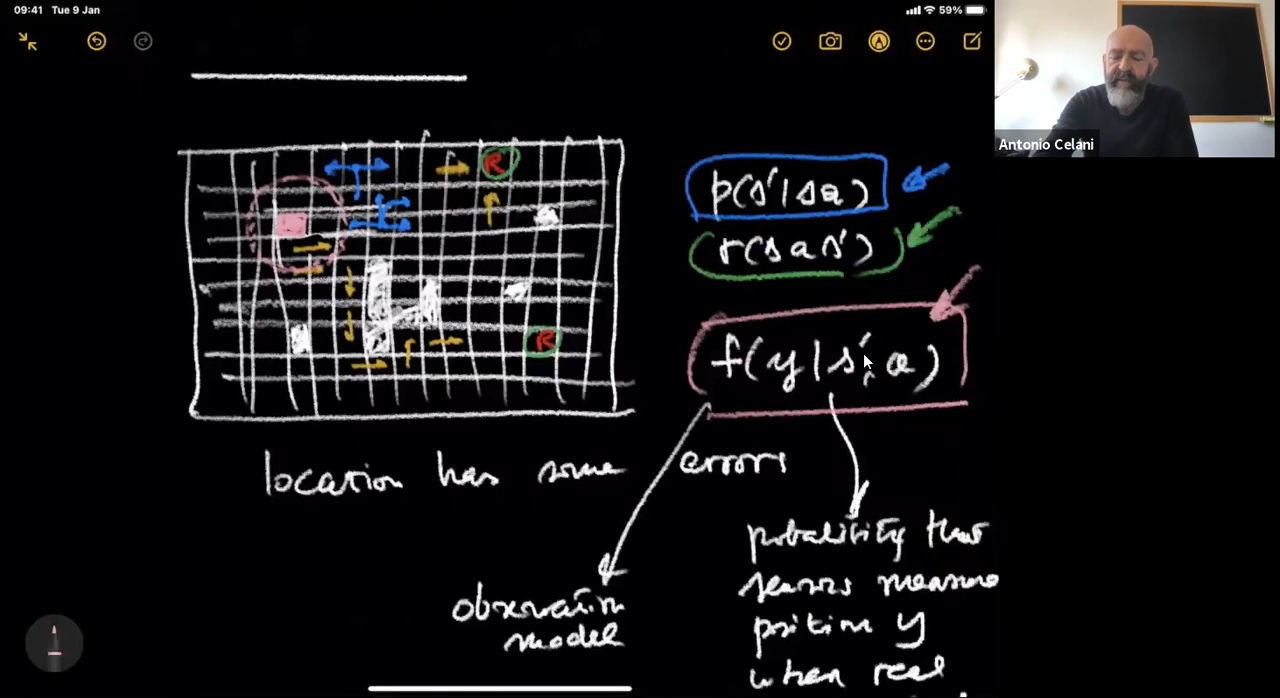 09:41 Tue 9 Jan
59%
Antonio Celani
R
R
p(s'|sa)
r(sas')
f(y|s',a)
location has some errors
observation
model
probability that
sensors measure
position y
when real